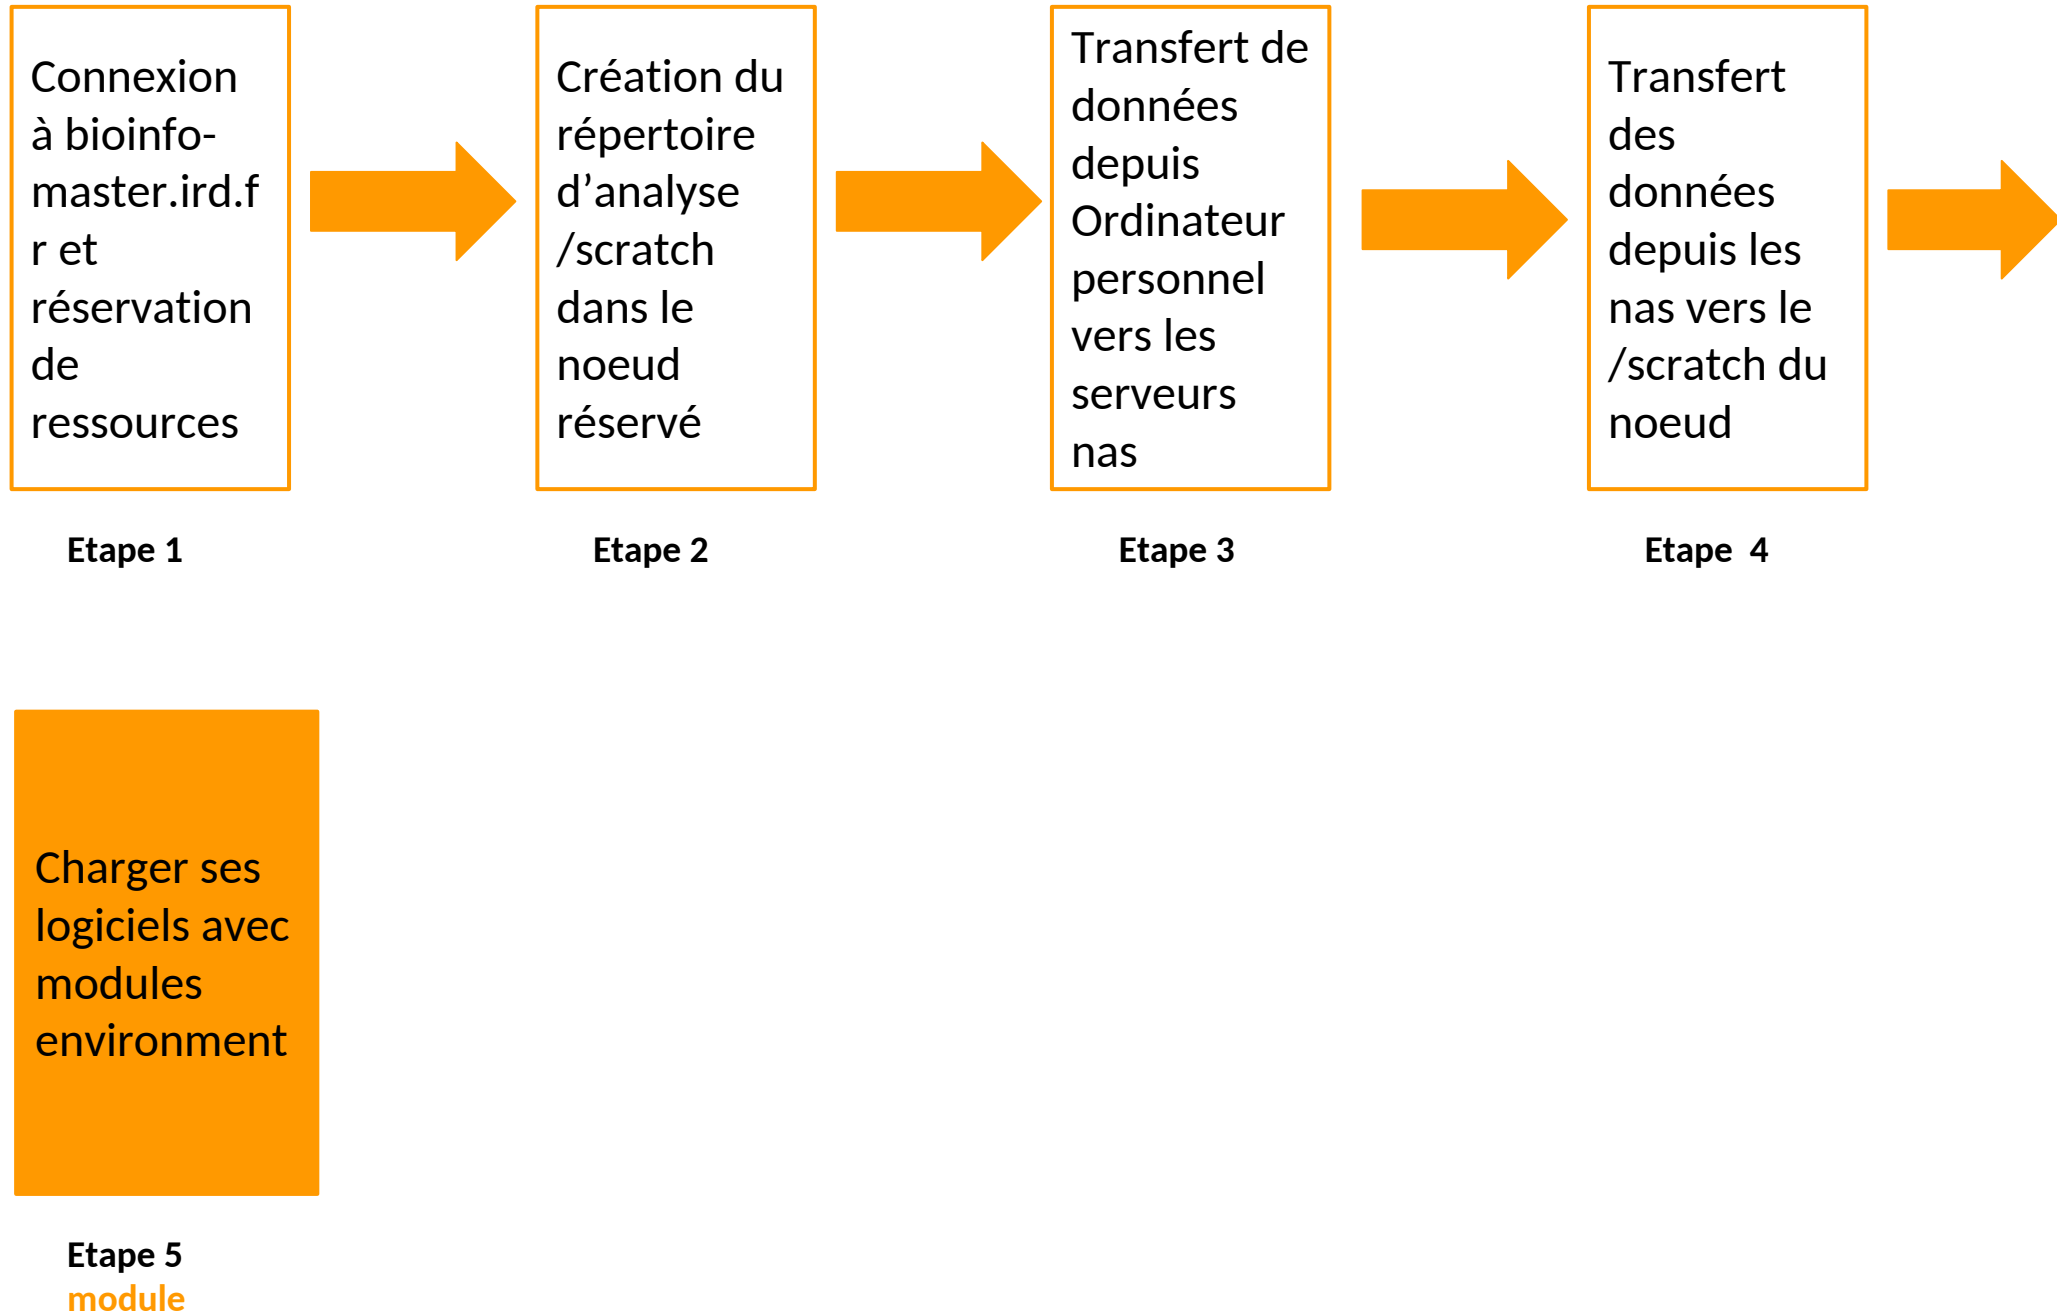 Connexion
à bioinfo-
master.ird.f
r et
réservation
de
ressources
Etape 1
Création du
répertoire
d’analyse
/scratch
dans le
noeud
réservé
Etape 2
Transfert de
données
depuis
Ordinateur
personnel
vers les
serveurs
nas
Etape 3
Transfert
des
données
depuis les
nas vers le
/scratch du
noeud
Etape  4
Charger ses
logiciels avec
modules
environment
Etape 5
module